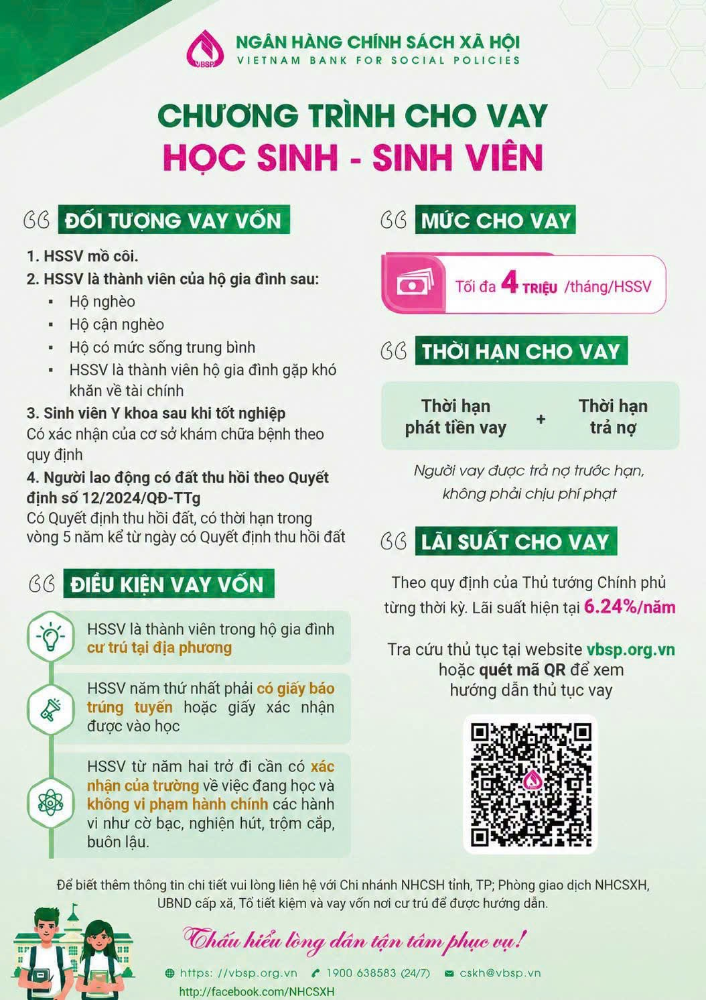 VBSP
NGÂN HÀNG CHÍNH SÁCH XÃ HỘI
VIETNAM BANK FOR SOCIAL POLICIES
CHƯƠNG TRÌNH CHO VAY
HỌC SINH - SINH VIÊN
ĐỐI TƯỢNG VAY VỐN
1. HSSV mồ côi.
2. HSSV là thành viên của hộ gia đình sau:
▪ Hộ nghèo
▪ Hộ cận nghèo
▪ Hộ có mức sống trung bình
▪ HSSV là thành viên hộ gia đình gặp khó
khăn về tài chính
3. Sinh viên Y khoa sau khi tốt nghiệp
Có xác nhận của cơ sở khám chữa bệnh theo
quy định
4. Người lao động có đất thu hồi theo Quyết
định số 12/2024/QĐ-TTg
Có Quyết định thu hồi đất, có thời hạn trong
vòng 5 năm kể từ ngày có Quyết định thu hồi đất
ĐIỀU KIỆN VAY VỐN
HSSV là thành viên trong hộ gia đình
cư trú tại địa phương
HSSV năm thứ nhất phải có giấy báo
trúng tuyển hoặc giấy xác nhận
được vào học
HSSV từ năm hai trở đi cần có xác
nhận của trường về việc đang học và
không vi phạm hành chính các hành
vi như cờ bạc, nghiện hút, trộm cắp,
buôn lậu.
MỨC CHO VAY
Tối đa 4 TRIỆU /tháng/HSSV
THỜI HẠN CHO VAY
Thời hạn
phát tiền vay
+
Thời hạn
trả nợ
Người vay được trả nợ trước hạn,
không phải chịu phí phạt
LÃI SUẤT CHO VAY
Theo quy định của Thủ tướng Chính phủ
từng thời kỳ. Lãi suất hiện tại 6.24%/năm
Tra cứu thủ tục tại website vbsp.org.vn
hoặc quét mã QR để xem
hướng dẫn thủ tục vay
Để biết thêm thông tin chi tiết vui lòng liên hệ với Chi nhánh NHCSH tỉnh, TP; Phòng giao dịch NHCSXH,
UBND cấp xã, Tổ tiết kiệm và vay vốn nơi cư trú để được hướng dẫn.
Thấu hiểu lòng dân tận tâm phục vụ!
https: //vbsp.org.vn 1900 638583 (24/7) cskh@vbsp.vn
http://facebook.com/NHCSXH